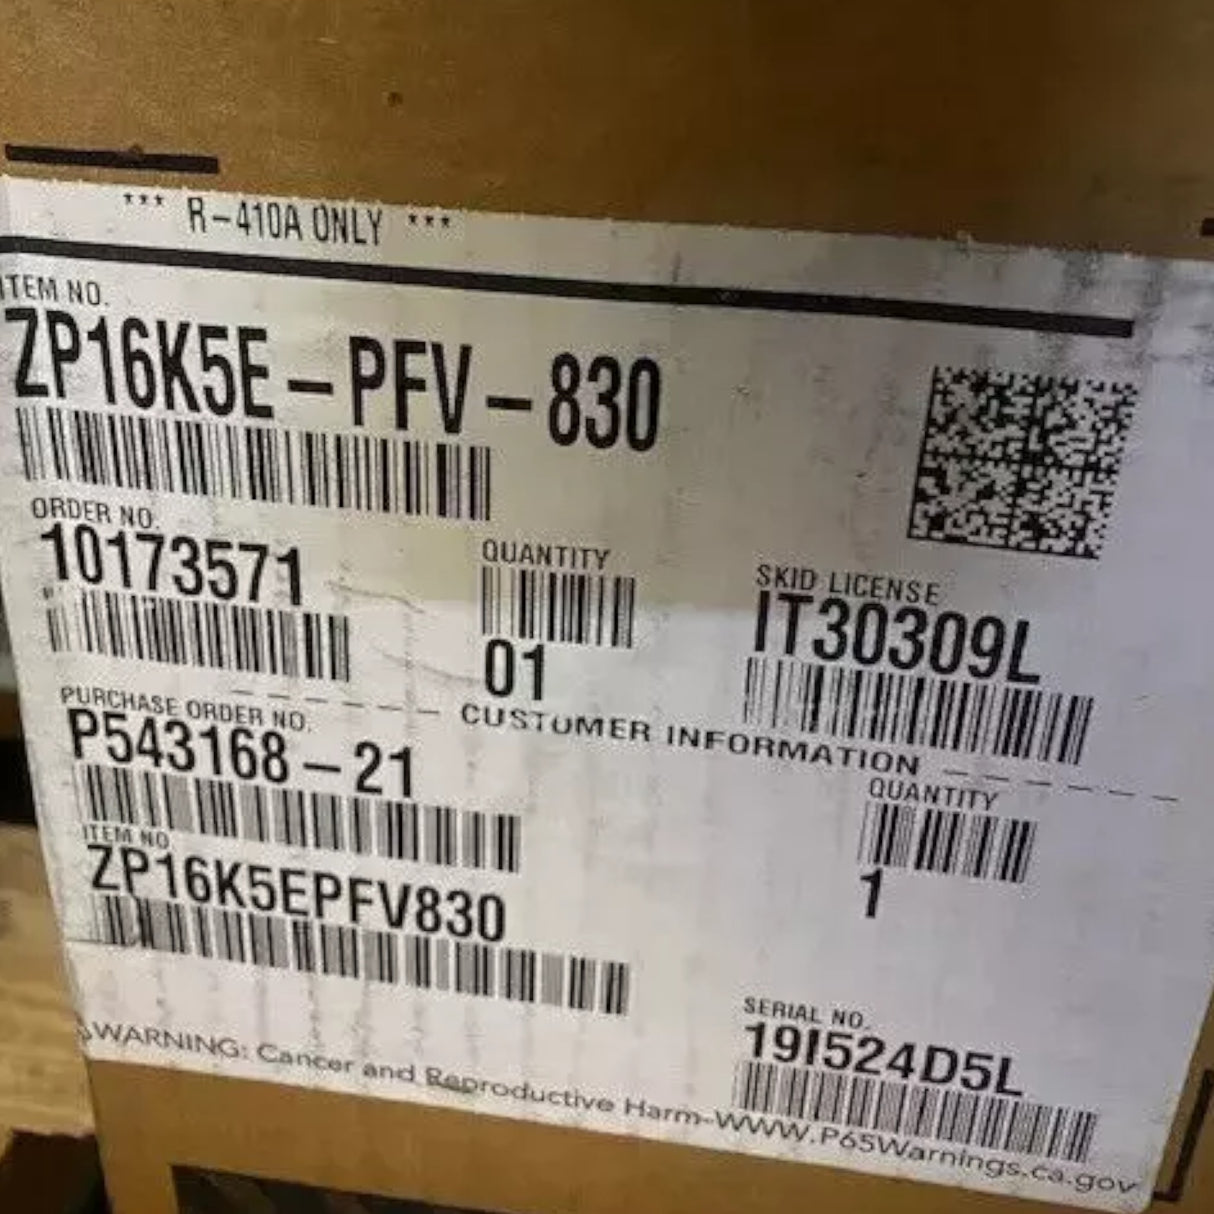 *** R-410A ONLY ***
ITEM NO.
ZP16K5E-PFV-830
ORDER NO.
10173571
QUANTITY
01
SKID LICENSE
IT30309L
CUSTOMER INFORMATION
PURCHASE ORDER NO.
P543168-21
QUANTITY
1
ITEM NO
ZP16K5EPFV830
SERIAL NO.
19I524D5L
WARNING: Cancer and Reproductive Harm-WWW.P65Warnings.ca.gov